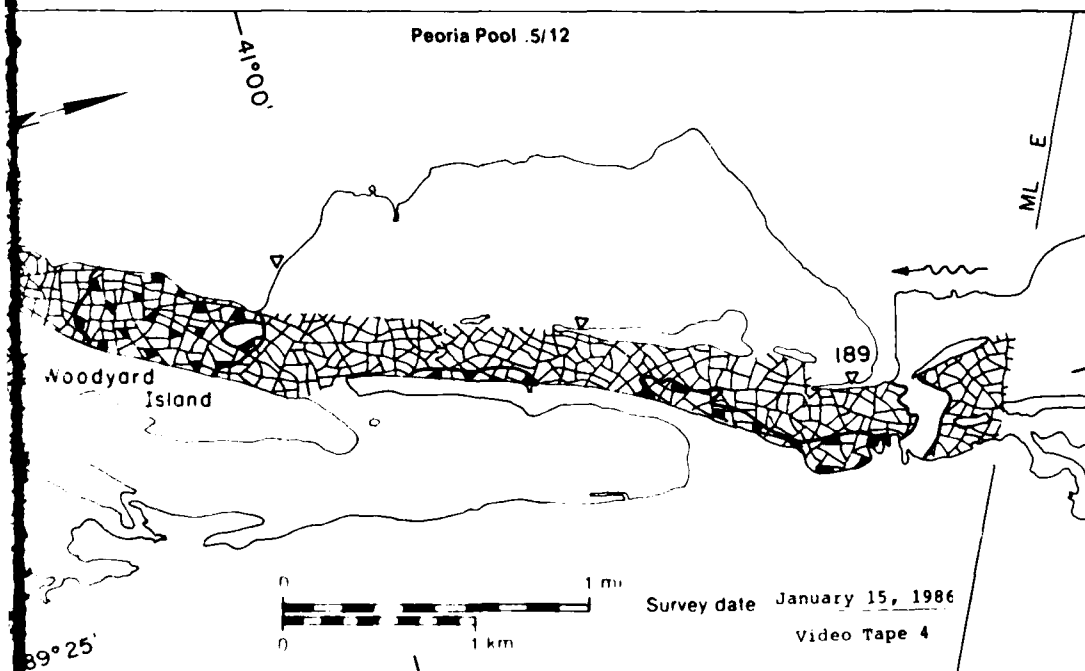 Peoria Pool .5/12
41°00'
ML E
189
Woodyard
Island
0 1 mi
0 1 km
Survey date January 15, 1986
Video Tape 4
89°25'